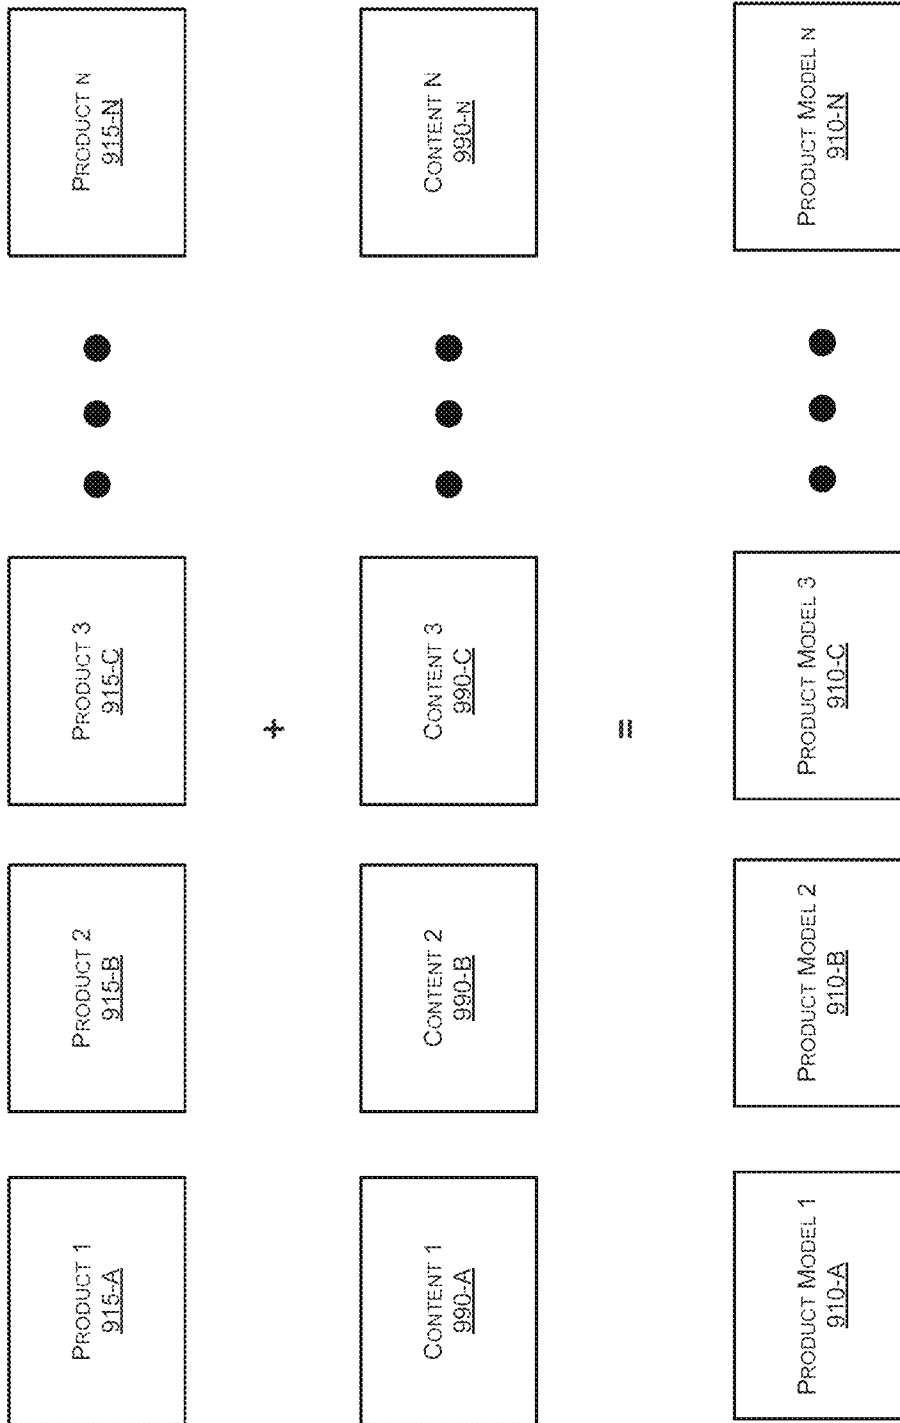 PRODUCT 1
915-A
PRODUCT 2
915-B
PRODUCT 3
915-C
PRODUCT N
915-N
+
CONTENT 1
990-A
CONTENT 2
990-B
CONTENT 3
990-C
CONTENT N
990-N
=
PRODUCT MODEL 1
910-A
PRODUCT MODEL 2
910-B
PRODUCT MODEL 3
910-C
PRODUCT MODEL N
910-N